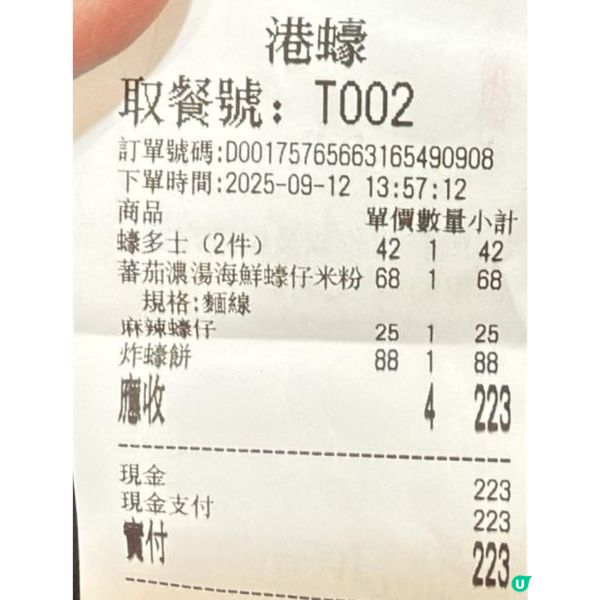 港蠔
取餐號: T002
訂單號碼:D001757656663165490908
下單時間:2025-09-12 13:57:12
商品 單價數量小計
蠔多士(2件) 42 1 42
蕃茄濃湯海鮮蠔仔米粉 68 1 68
規格:麵線
麻辣蠔仔 25 1 25
炸蠔餅 88 1 88
應收 4 223
現金 223
現金支付 223
實付 223
U